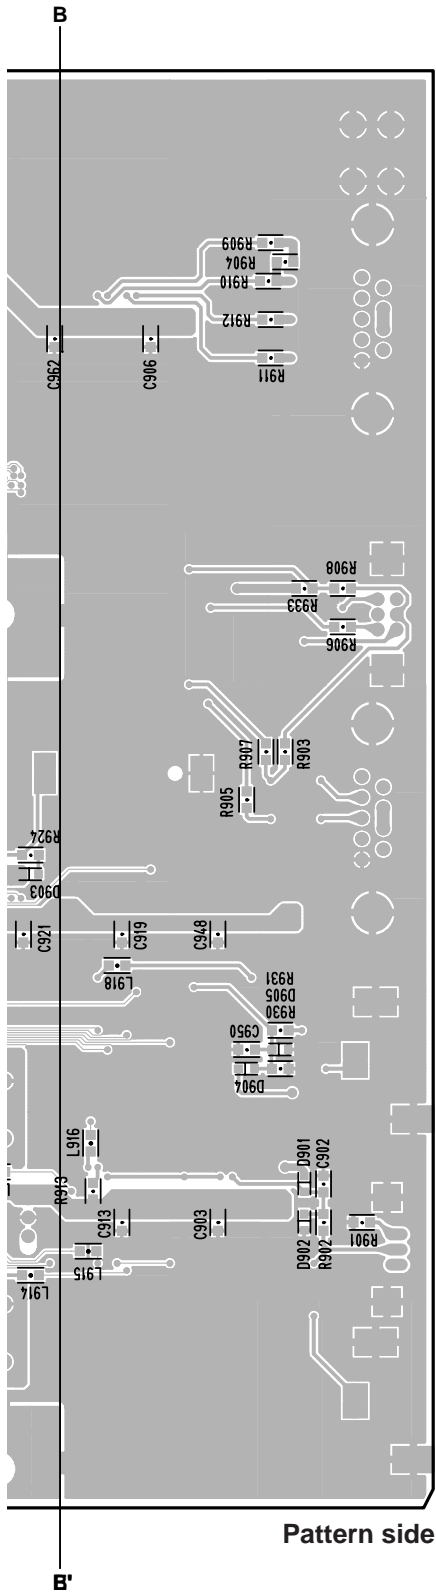 B
R909
R904
R910
R912
R911
C962
C906
R908
R933
R906
R907
R903
R905
R924
D903
C921
C919
C948
L918
R931
D905
R930
C950
D904
L916
D901
C902
R913
C913
C903
D902
R902
R901
L915
L914
Pattern side
B'